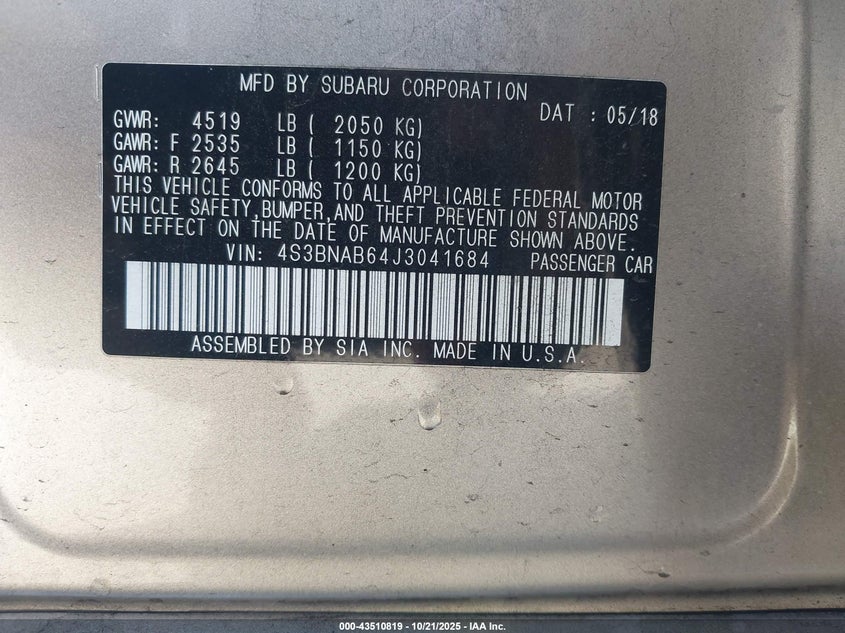 MFD BY SUBARU CORPORATION
DAT : 05/18
GVWR: 4519 LB ( 2050 KG)
GAWR: F 2535 LB ( 1150 KG)
GAWR: R 2645 LB ( 1200 KG)
THIS VEHICLE CONFORMS TO ALL APPLICABLE FEDERAL MOTOR
VEHICLE SAFETY,BUMPER,AND THEFT PREVENTION STANDARDS
IN EFFECT ON THE DATE OF MANUFACTURE SHOWN ABOVE.
VIN: 4S3BNAB64J3041684 PASSENGER CAR
ASSEMBLED BY SIA INC. MADE IN U.S.A.
000-43510819 - 10/21/2025 - IAA Inc.